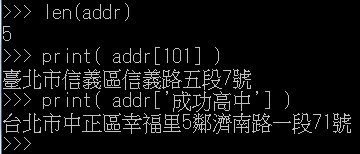 >>> len(addr)
5
>>> print( addr[101] )
臺北市信義區信義路五段7號
>>> print( addr['成功高中'] )
台北市中正區幸福里5鄰濟南路一段71號
>>>